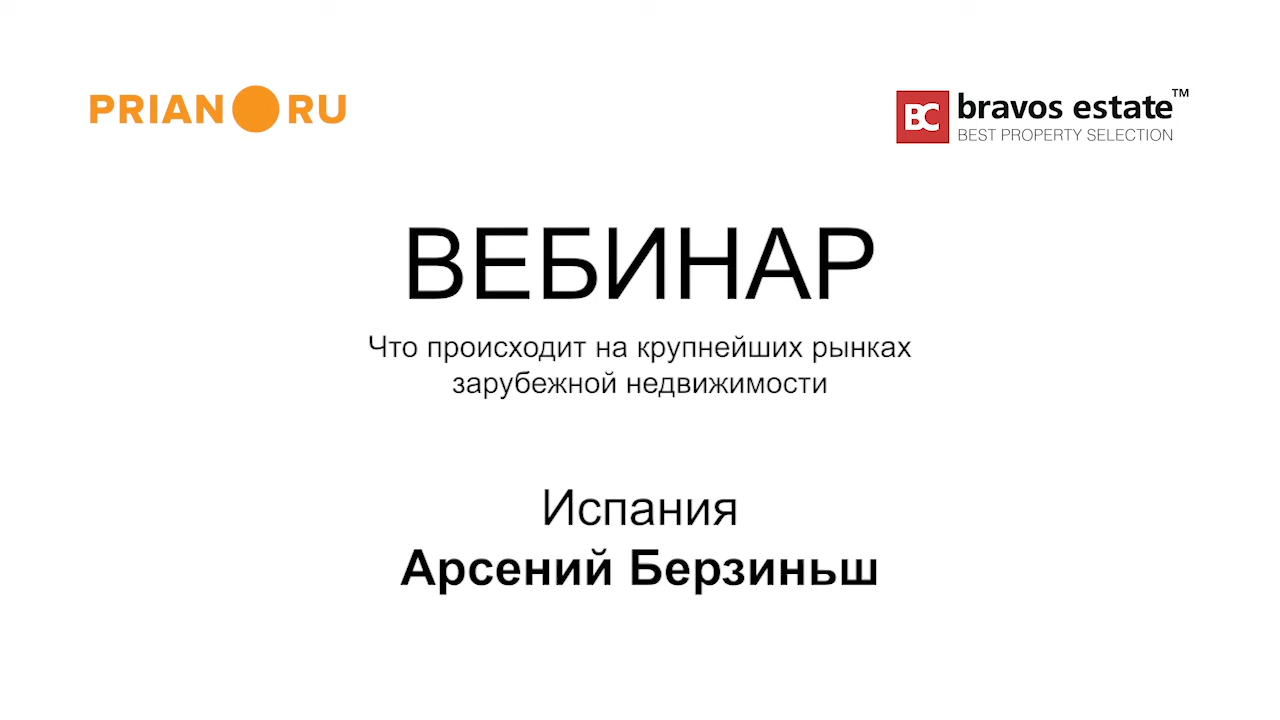 PRIAN RU
BC bravos estate™
BEST PROPERTY SELECTION
ВЕБИНАР
Что происходит на крупнейших рынках
зарубежной недвижимости
Испания
Арсений Берзиньш